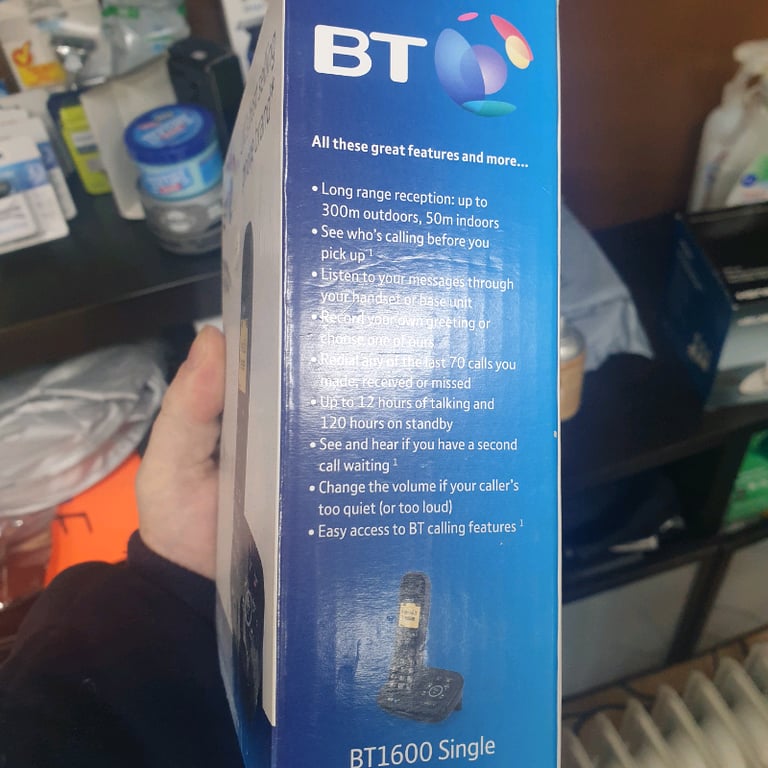 BT
All these great features and more...
• Long range reception: up to
300m outdoors, 50m indoors
• See who's calling before you
pick up¹
• Listen to your messages through
your handset or base unit
• Record your own greeting or
choose one of ours
• Redial any of the last 70 calls you
made, received or missed
• Up to 12 hours of talking and
120 hours on standby
• See and hear if you have a second
call waiting ¹
• Change the volume if your caller's
too quiet (or too loud)
• Easy access to BT calling features ¹
BT1600 Single